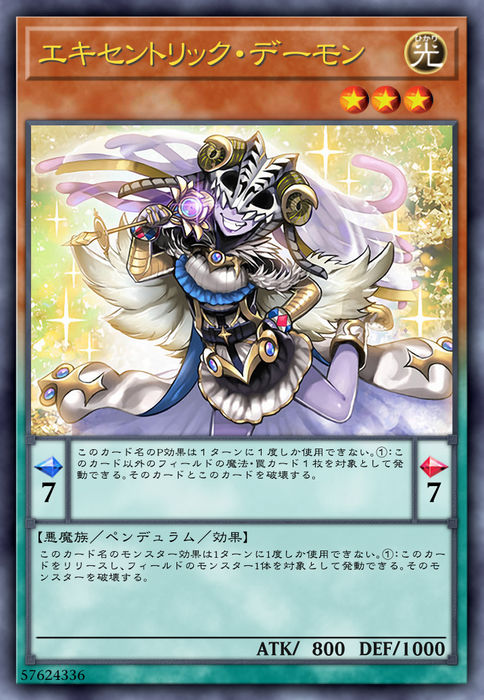 エキセントリック・デーモン
ひかり
光
このカード名のP効果は１ターンに１度しか使用できない。①：こ
のカード以外のフィールドの魔法・罠カード１枚を対象として発
動できる。そのカードとこのカードを破壊する。
7
7
【悪魔族／ペンデュラム／効果】
このカード名のモンスター効果は1ターンに1度しか使用できない。①：このカー
ドをリリースし、フィールドのモンスター1体を対象として発動できる。そのモ
ンスターを破壊する。
ATK/ 800 DEF/1000
57624336